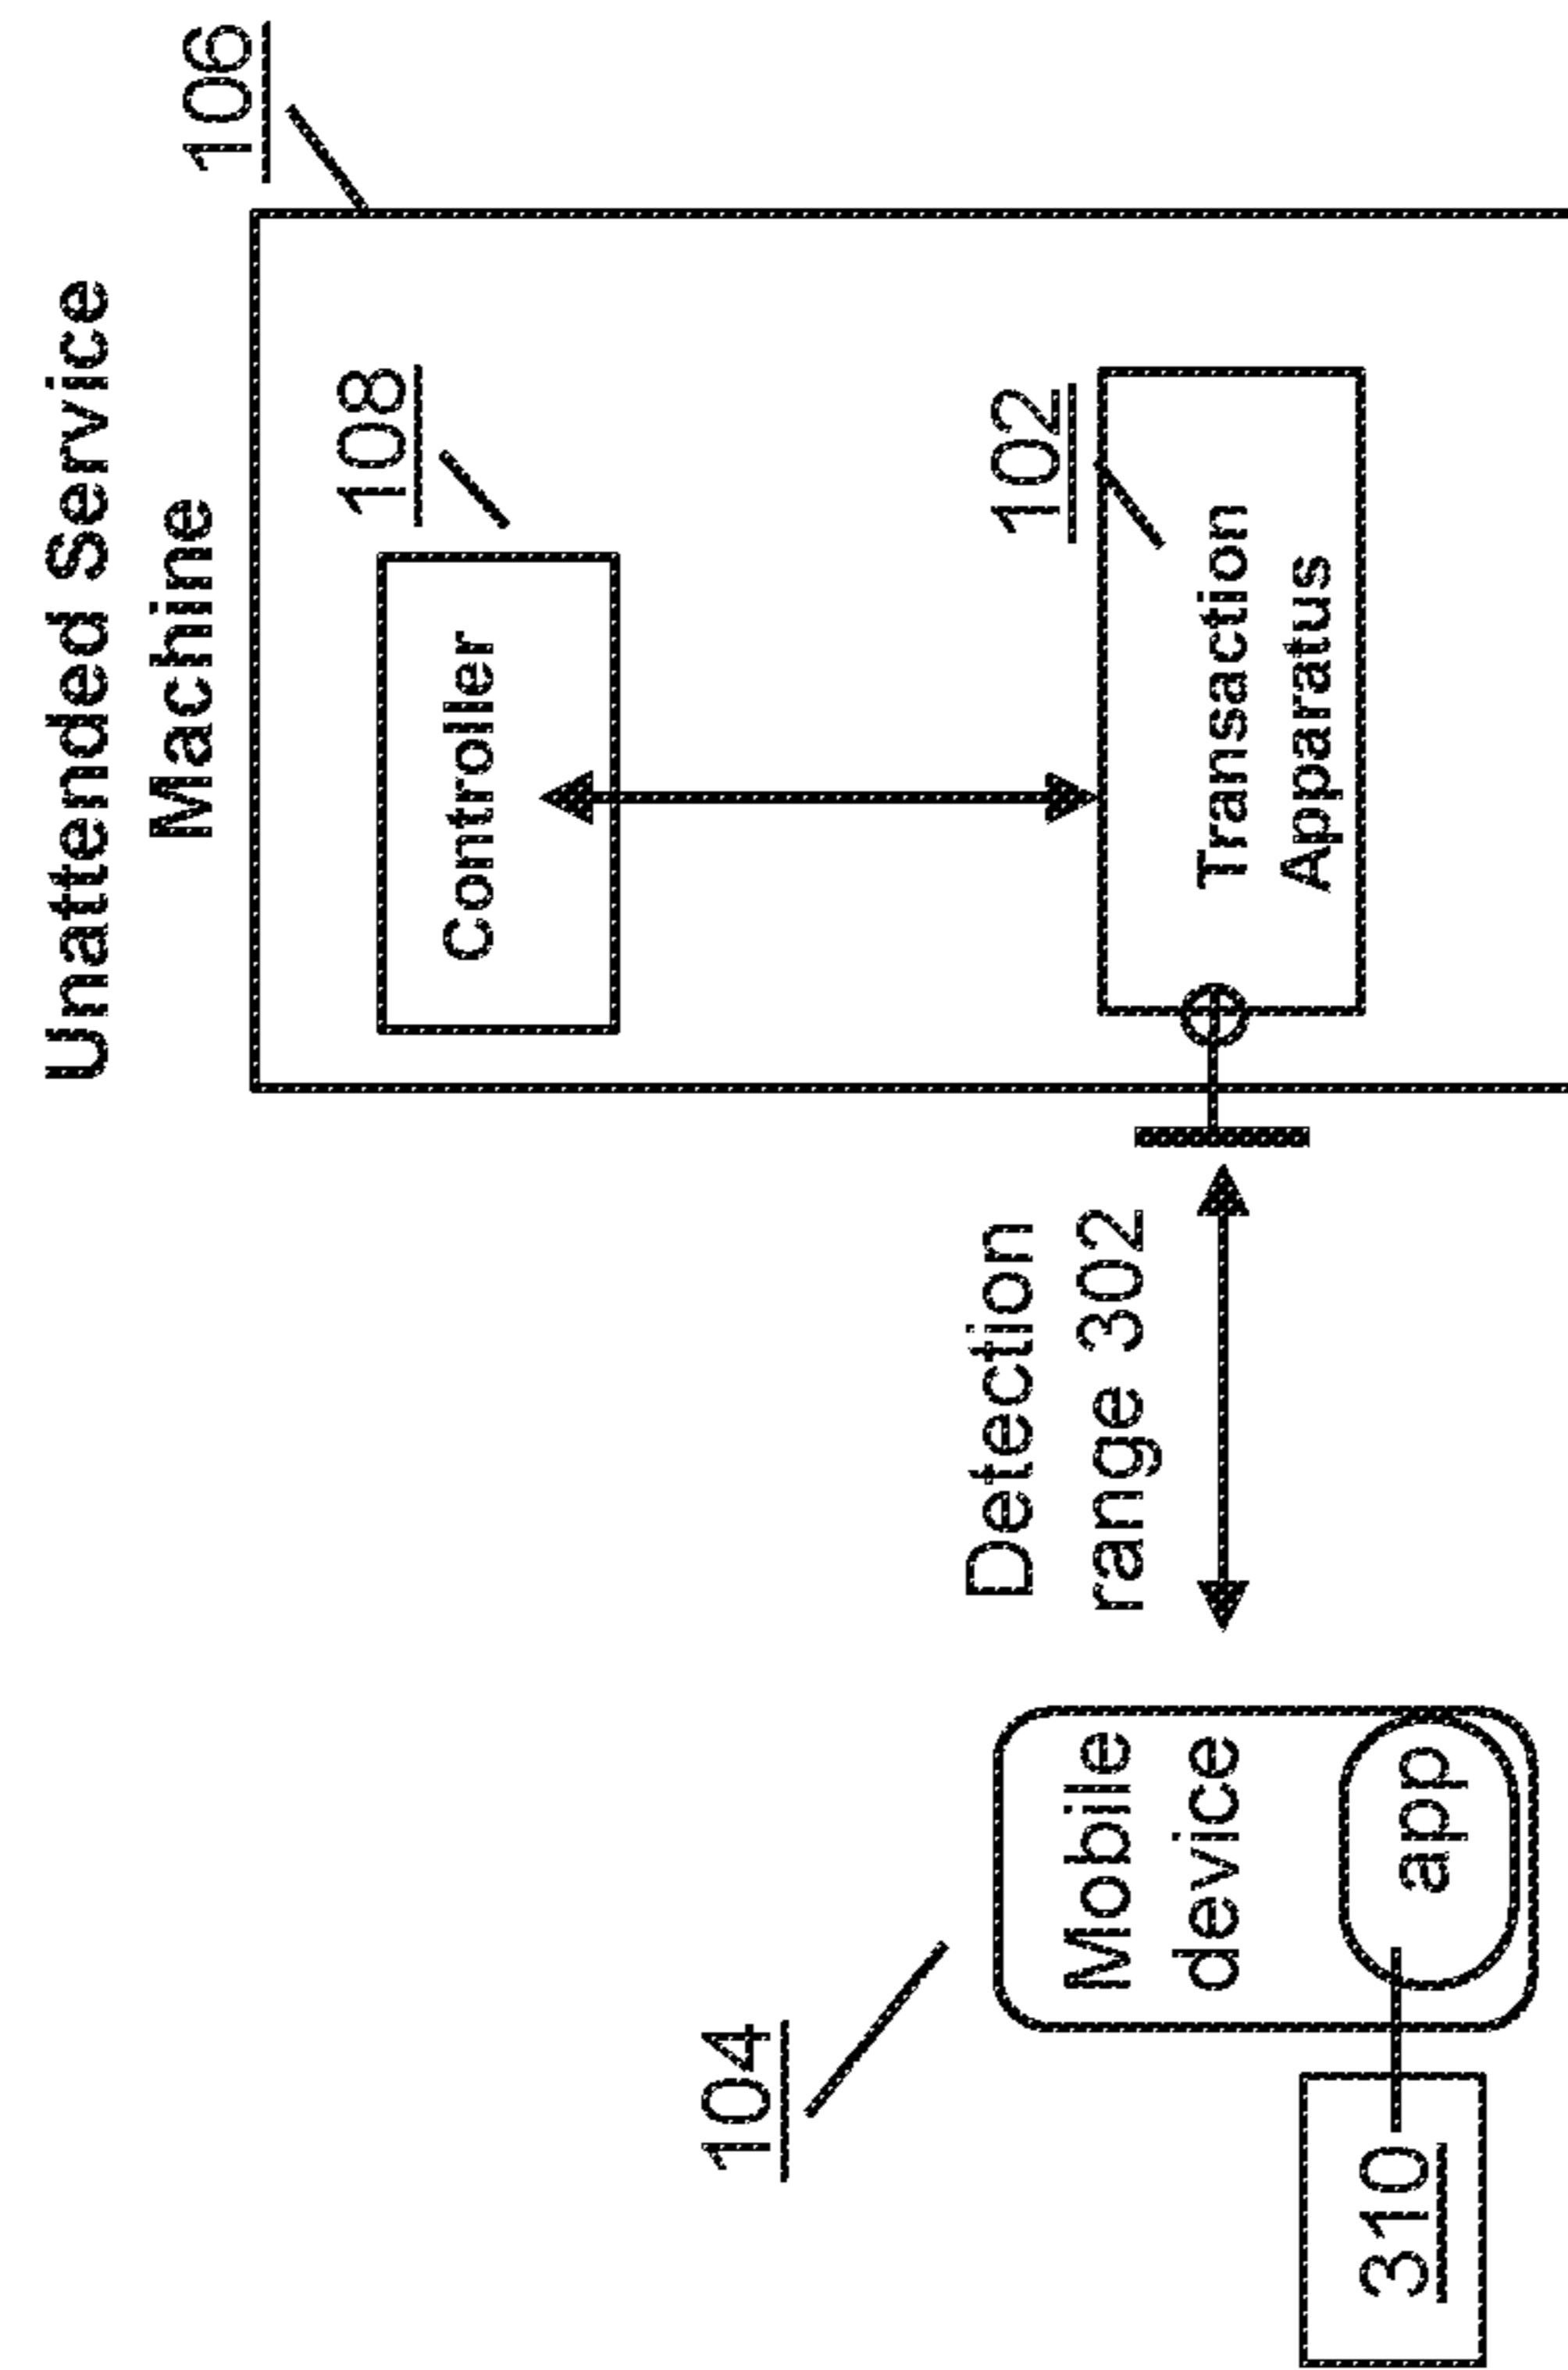 Unattended Service
Machine
106
108
Controller
102
Transaction
Apparatus
Detection
range 302
104
Mobile
device
app
310